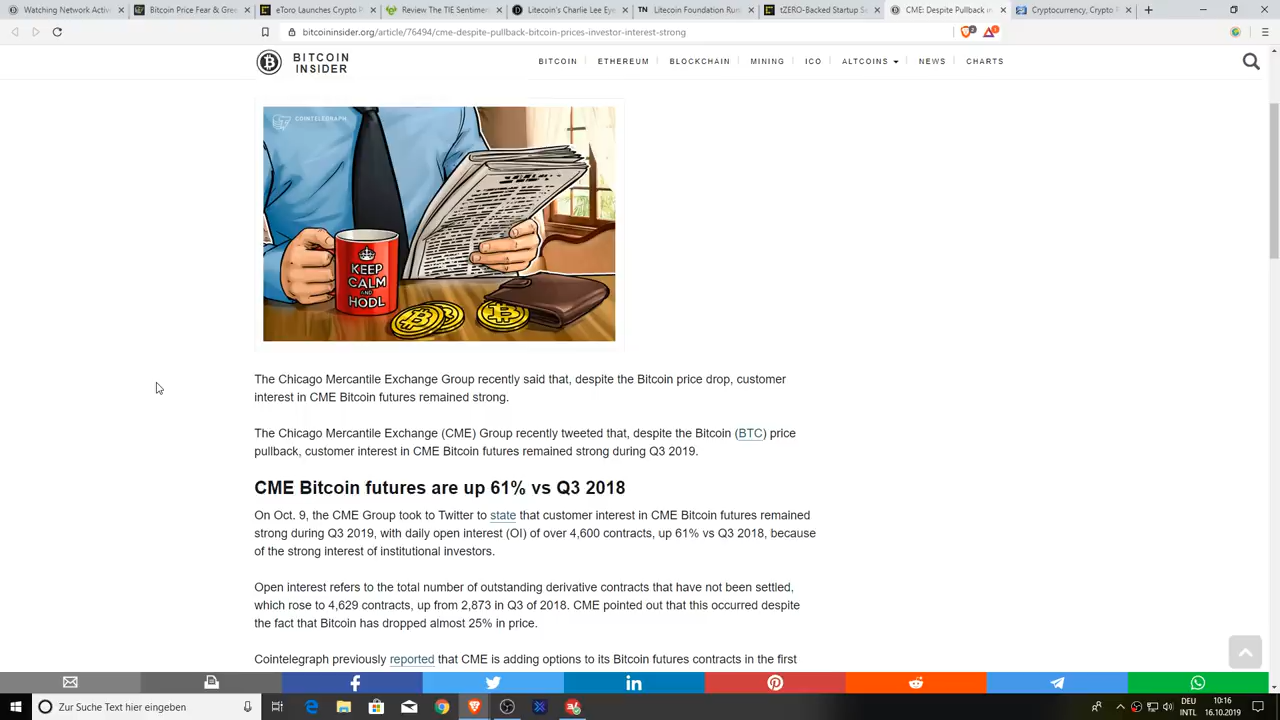 Watching Network Active
Bitcoin Price Fear & Gre
eToro Launches Crypto P
Review The TIE Sentimen
Litecoin's Charlie Lee Eye
TN Litecoin Foundation Rum
tZERO-Backed Startup Se
CME: Despite Pullback in
Cryptocurrency, Crypto P
bitcoininsider.org/article/76494/cme-despite-pullback-bitcoin-prices-investor-interest-strong
BITCOIN
INSIDER
BITCOIN ETHEREUM BLOCKCHAIN MINING ICO ALTCOINS NEWS CHARTS
COINTELEGRAPH
KEEP
CALM
AND
HODL
The Chicago Mercantile Exchange Group recently said that, despite the Bitcoin price drop, customer
interest in CME Bitcoin futures remained strong.
The Chicago Mercantile Exchange (CME) Group recently tweeted that, despite the Bitcoin (BTC) price
pullback, customer interest in CME Bitcoin futures remained strong during Q3 2019.
CME Bitcoin futures are up 61% vs Q3 2018
On Oct. 9, the CME Group took to Twitter to state that customer interest in CME Bitcoin futures remained
strong during Q3 2019, with daily open interest (OI) of over 4,600 contracts, up 61% vs Q3 2018, because
of the strong interest of institutional investors.
Open interest refers to the total number of outstanding derivative contracts that have not been settled,
which rose to 4,629 contracts, up from 2,873 in Q3 of 2018. CME pointed out that this occurred despite
the fact that Bitcoin has dropped almost 25% in price.
Cointelegraph previously reported that CME is adding options to its Bitcoin futures contracts in the first
Zur Suche Text hier eingeben
DEU
INTL
10:16
16.10.2019